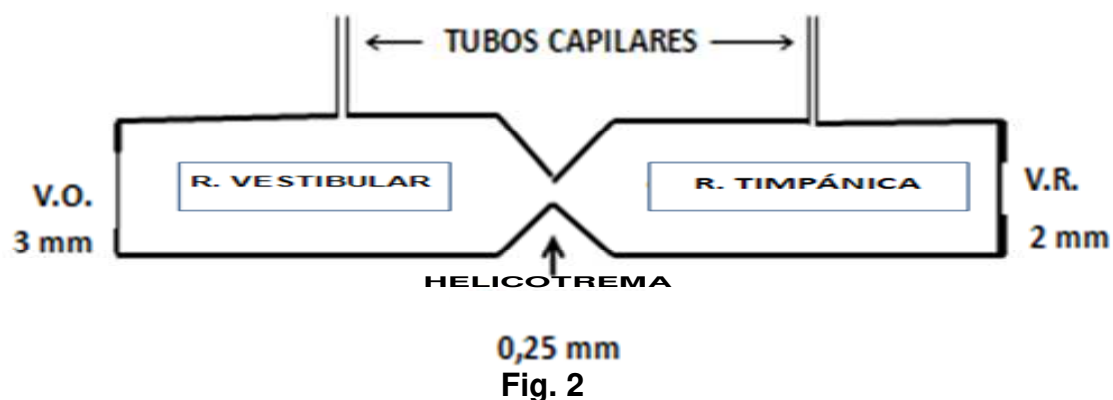 TUBOS CAPILARES
R. VESTIBULAR
R. TIMPÁNICA
V.O.
3 mm
V.R.
2 mm
HELICOTREMA
0,25 mm
Fig. 2